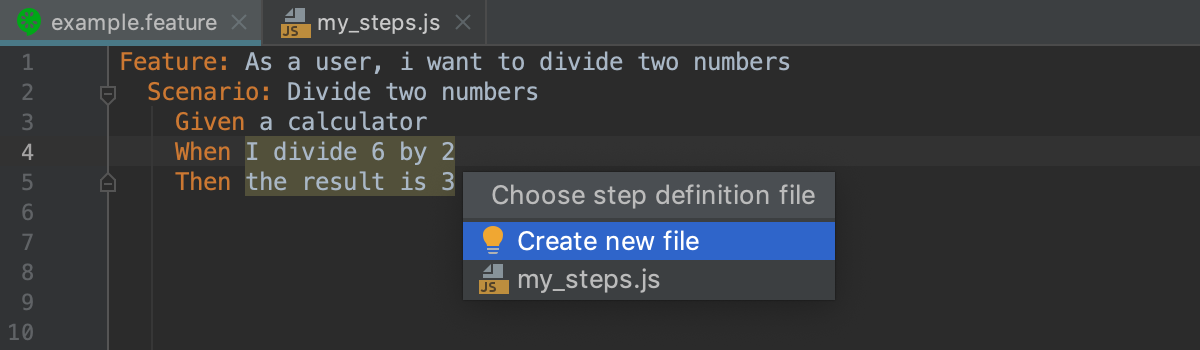 example.feature
JS my_steps.js
1 Feature: As a user, i want to divide two numbers
2 Scenario: Divide two numbers
3 Given a calculator
4 When I divide 6 by 2
5 Then the result is 3
Choose step definition file
6
7
Create new file
8
JS my_steps.js
9
10